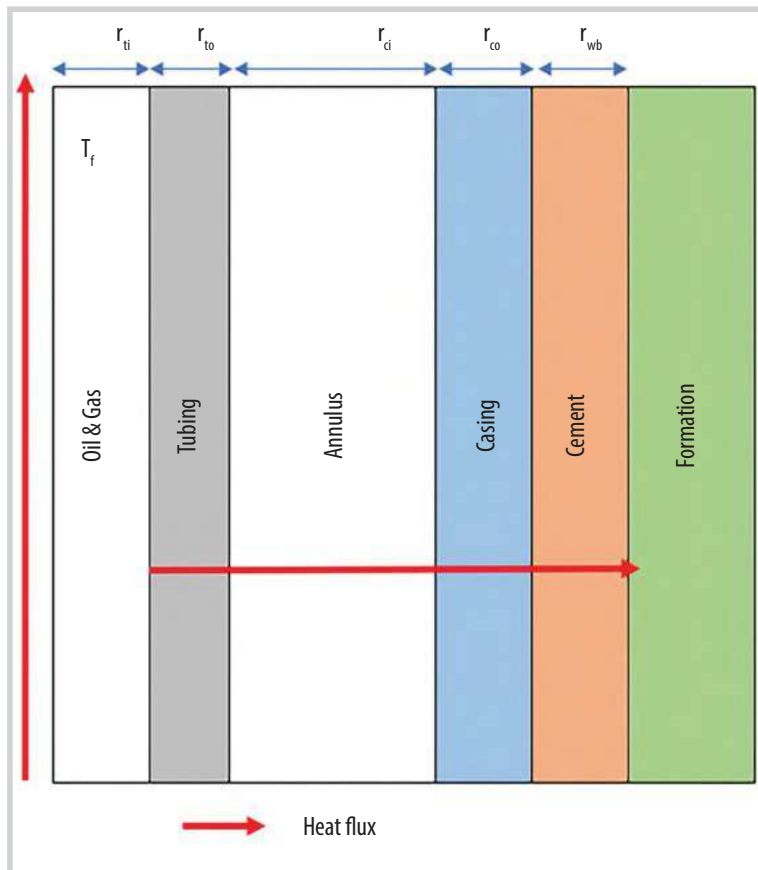 r_ti r_to r_ci r_co r_wb
T_f
Oil & Gas
Tubing
Annulus
Casing
Cement
Formation
Heat flux